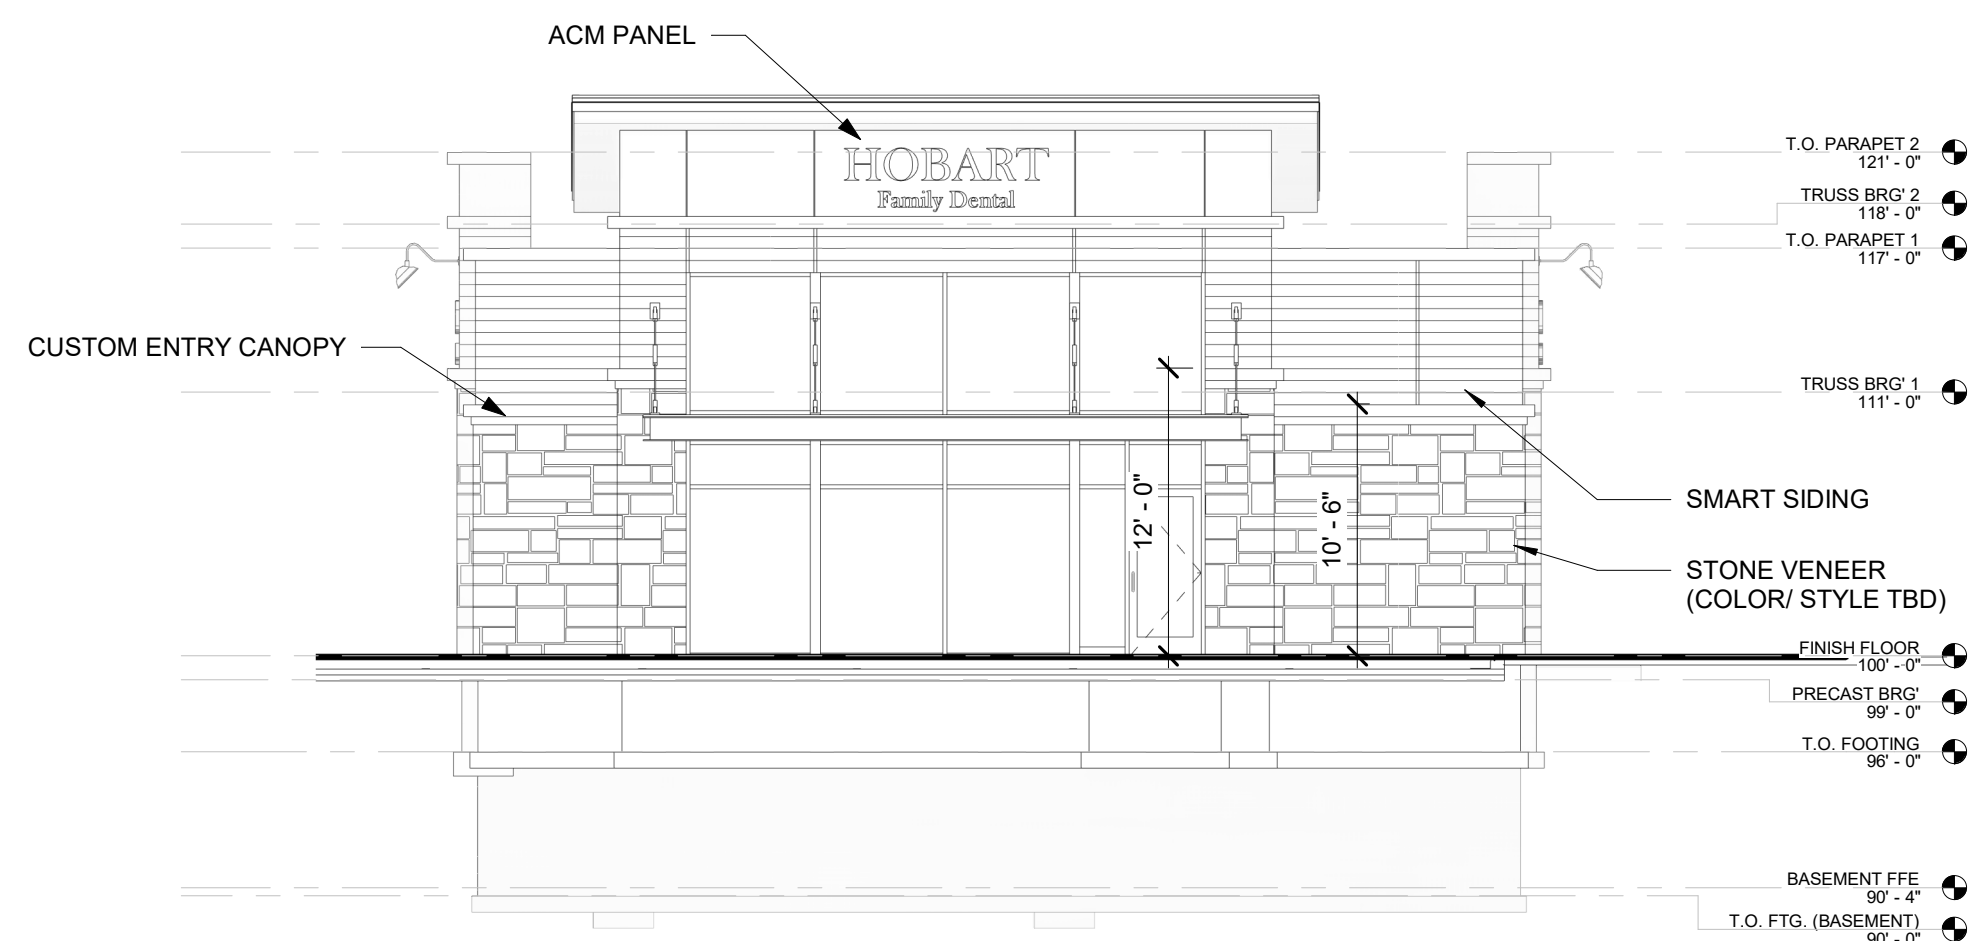 ACM PANEL
HOBART
Family Dental
T.O. PARAPET 2
121' - 0"
TRUSS BRG' 2
118' - 0"
T.O. PARAPET 1
117' - 0"
CUSTOM ENTRY CANOPY
TRUSS BRG' 1
111' - 0"
12' - 0"
10' - 6"
SMART SIDING
STONE VENEER
(COLOR/ STYLE TBD)
FINISH FLOOR
100' - 0"
PRECAST BRG'
99' - 0"
T.O. FOOTING
96' - 0"
BASEMENT FFE
90' - 4"
T.O. FTG. (BASEMENT)
90' - 0"